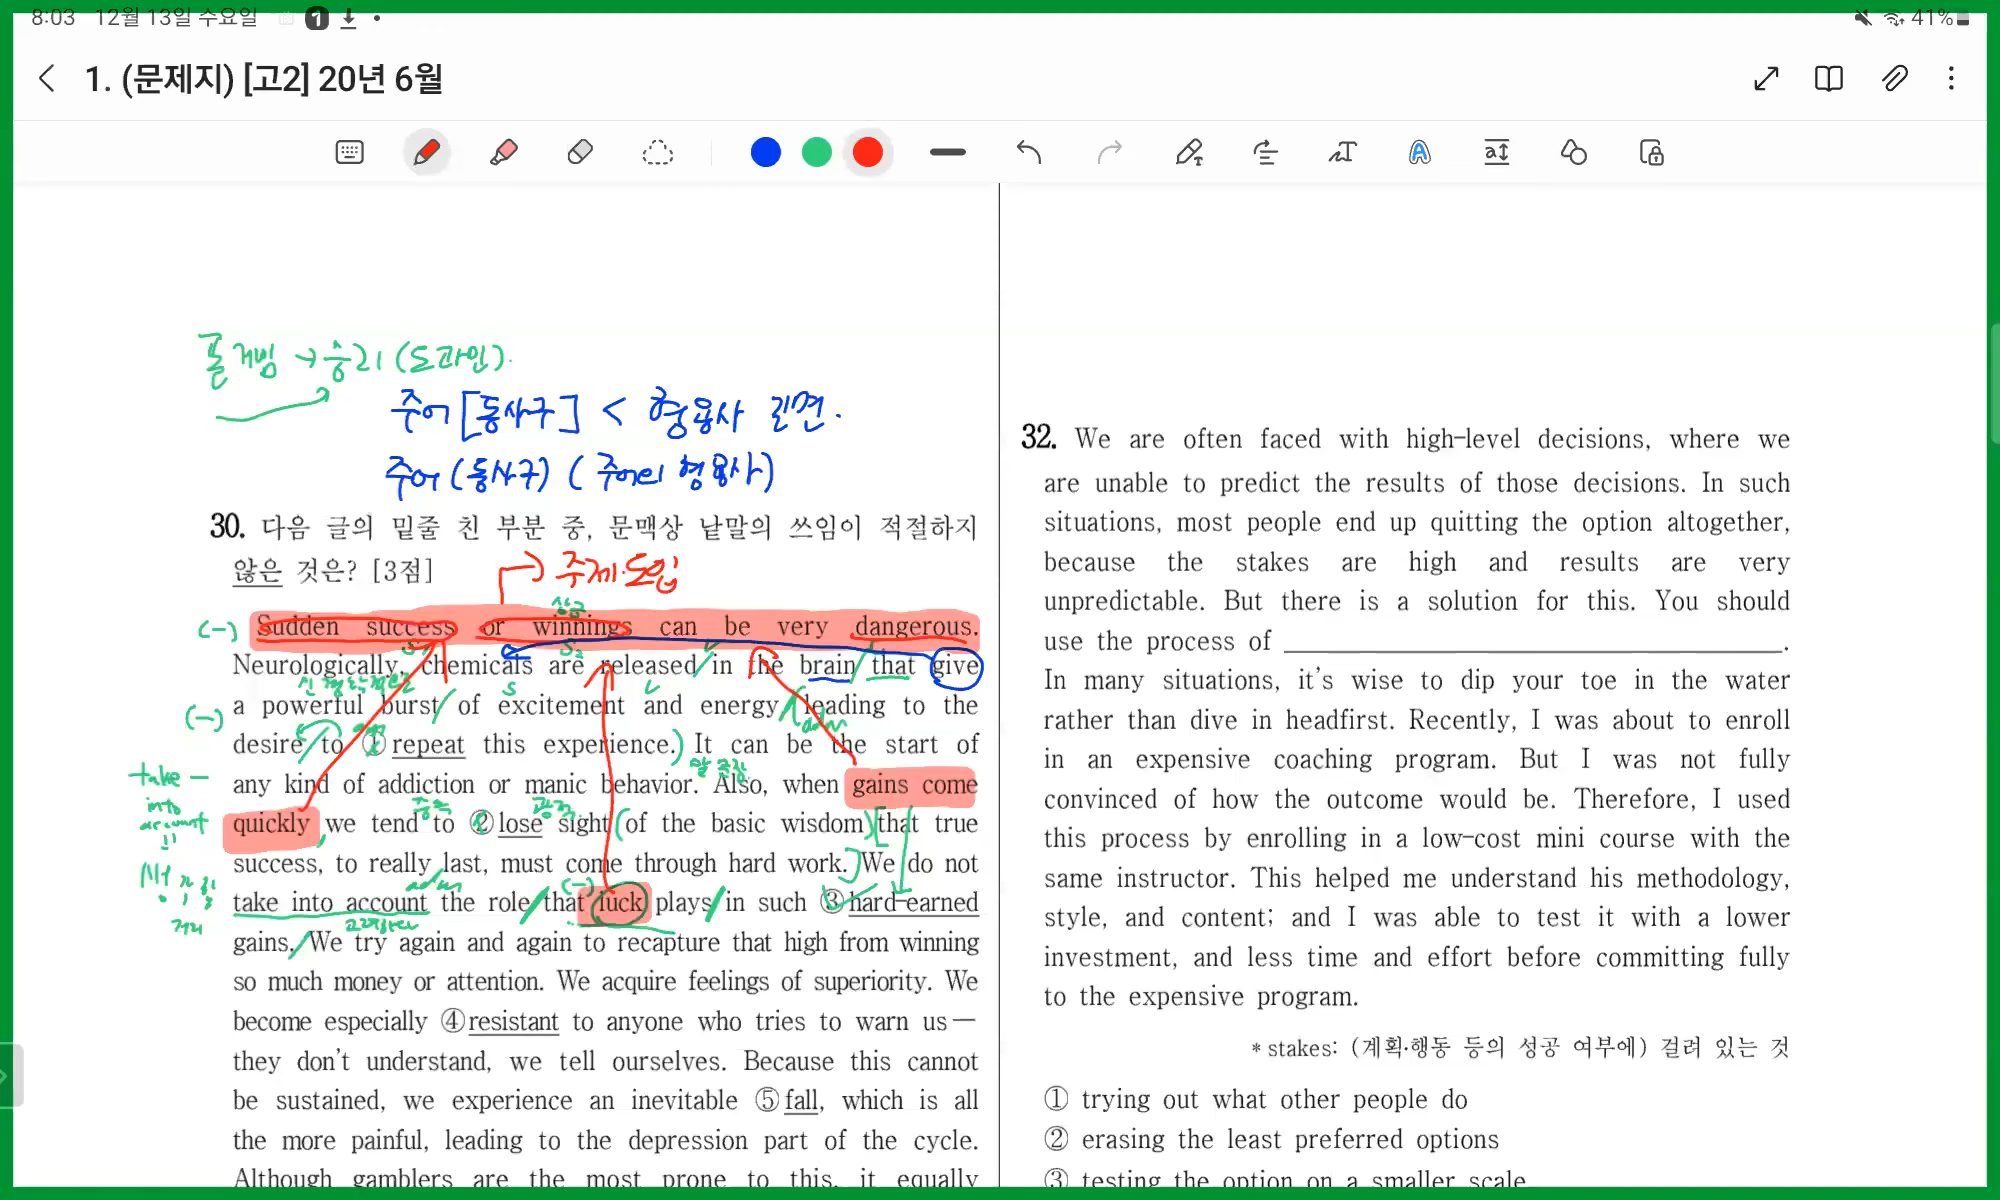 8:03 12월 13일 수요일
41%
1. (문제지) [고2] 20년 6월
폴 게임 → 승리 (도파민).
주어 [동사구] < 형용사 길면.
주어 (동사구) (주어의 형용사)
30. 다음 글의 밑줄 친 부분 중, 문맥상 낱말의 쓰임이 적절하지
않은 것은? [3점]
주제.도입
상금
(-) Sudden success or winnings can be very dangerous.
S₂
Neurologically, chemicals are released in the brain that give
S V
(-) a powerful burst of excitement and energy, leading to the
adv
desire to ① repeat this experience. It can be the start of
take
into
account
any kind of addiction or manic behavior. Also, when gains come
중독
quickly, we tend to ② lose sight of the basic wisdom that true
success, to really last, must come through hard work. We do not
adv (-)
take into account the role that luck plays in such ③ hard-earned
고려하다
gains. We try again and again to recapture that high from winning
so much money or attention. We acquire feelings of superiority. We
become especially ④ resistant to anyone who tries to warn us—
they don't understand, we tell ourselves. Because this cannot
be sustained, we experience an inevitable ⑤ fall, which is all
the more painful, leading to the depression part of the cycle.
Although gamblers are the most prone to this, it equally
32. We are often faced with high-level decisions, where we
are unable to predict the results of those decisions. In such
situations, most people end up quitting the option altogether,
because the stakes are high and results are very
unpredictable. But there is a solution for this. You should
use the process of ______.
In many situations, it's wise to dip your toe in the water
rather than dive in headfirst. Recently, I was about to enroll
in an expensive coaching program. But I was not fully
convinced of how the outcome would be. Therefore, I used
this process by enrolling in a low-cost mini course with the
same instructor. This helped me understand his methodology,
style, and content; and I was able to test it with a lower
investment, and less time and effort before committing fully
to the expensive program.
* stakes: (계획·행동 등의 성공 여부에) 걸려 있는 것
① trying out what other people do
② erasing the least preferred options
③ testing the option on a smaller scale